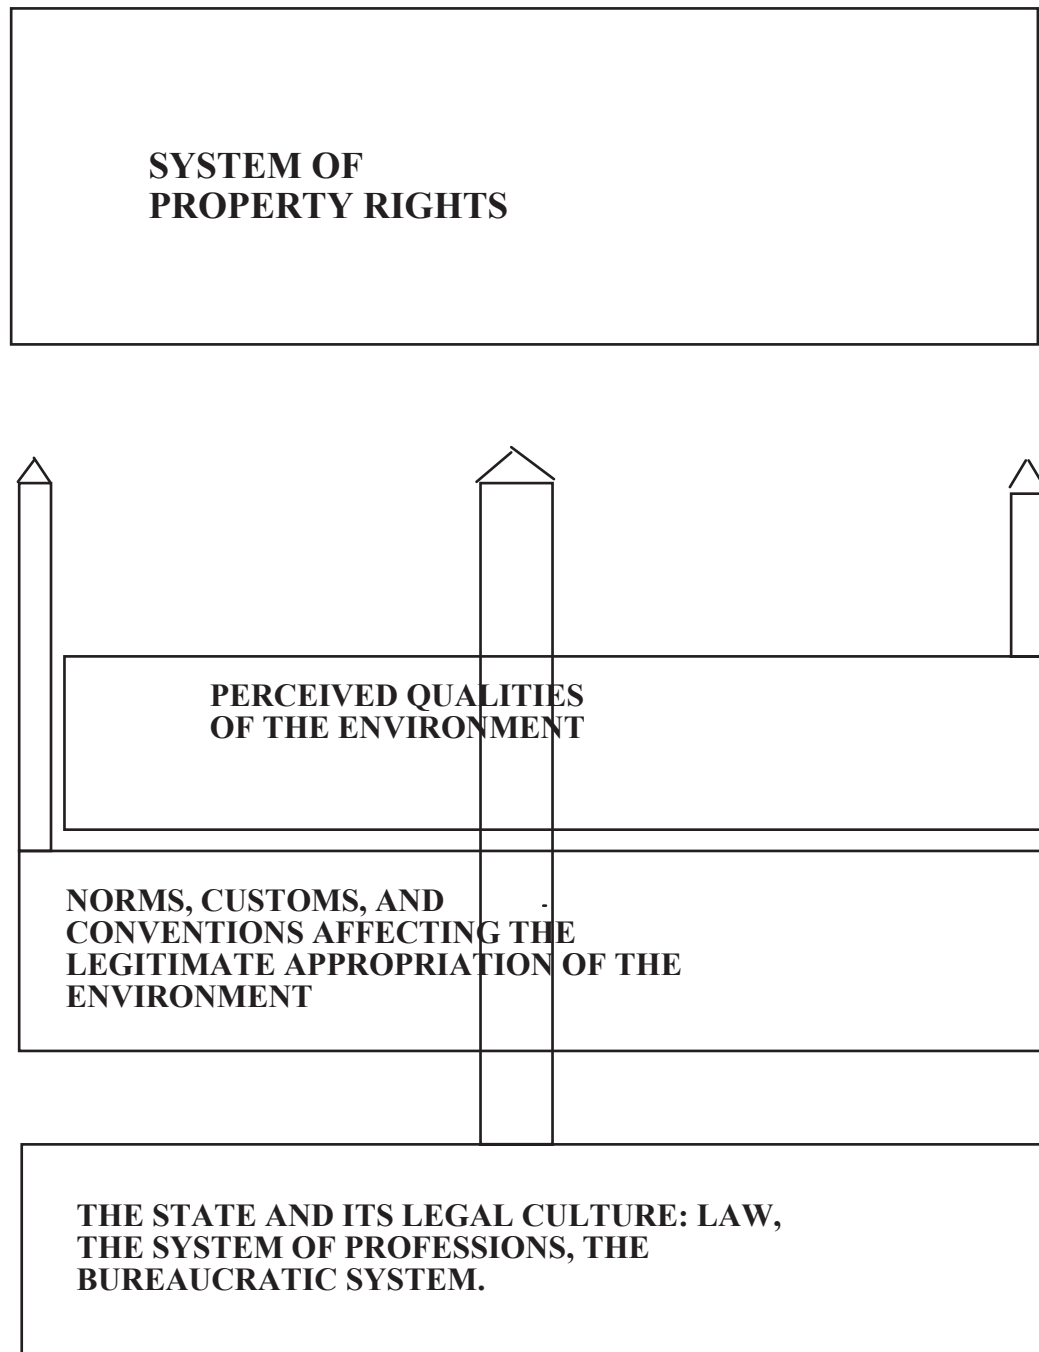 SYSTEM OF
PROPERTY RIGHTS
PERCEIVED QUALITIES
OF THE ENVIRONMENT
NORMS, CUSTOMS, AND
CONVENTIONS AFFECTING THE
LEGITIMATE APPROPRIATION OF THE
ENVIRONMENT
THE STATE AND ITS LEGAL CULTURE: LAW,
THE SYSTEM OF PROFESSIONS, THE
BUREAUCRATIC SYSTEM.